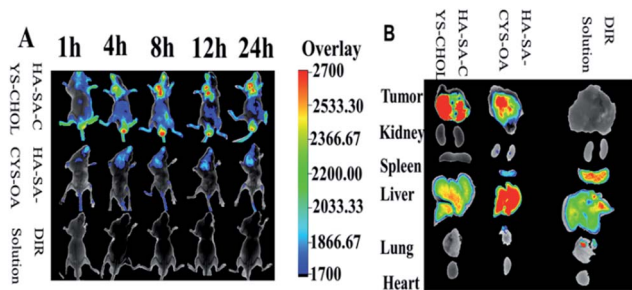 A
1h 4h 8h 12h 24h
Overlay
HA-SA-C
YS-CHOL
HA-SA-
CYS-OA
DIR
Solution
2700
2533.30
2366.67
2200.00
2033.33
1866.67
1700
B
HA-SA-C
YS-CHOL
HA-SA-
CYS-OA
DIR
Solution
Tumor
Kidney
Spleen
Liver
Lung
Heart